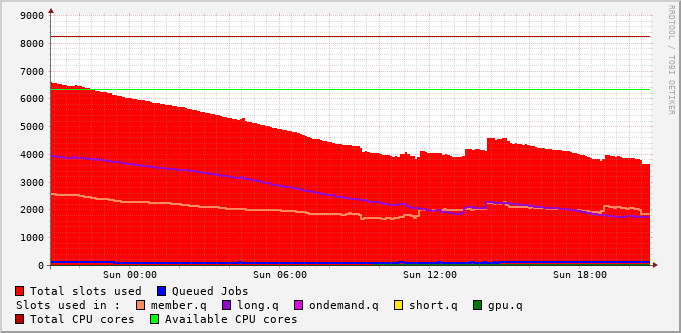 9000
8000
7000
6000
5000
4000
3000
2000
1000
0
Sun 00:00 Sun 06:00 Sun 12:00 Sun 18:00
RRDTOOL / TOBI OETIKER
Total slots used Queued Jobs
Slots used in : member.q long.q ondemand.q short.q gpu.q
Total CPU cores Available CPU cores